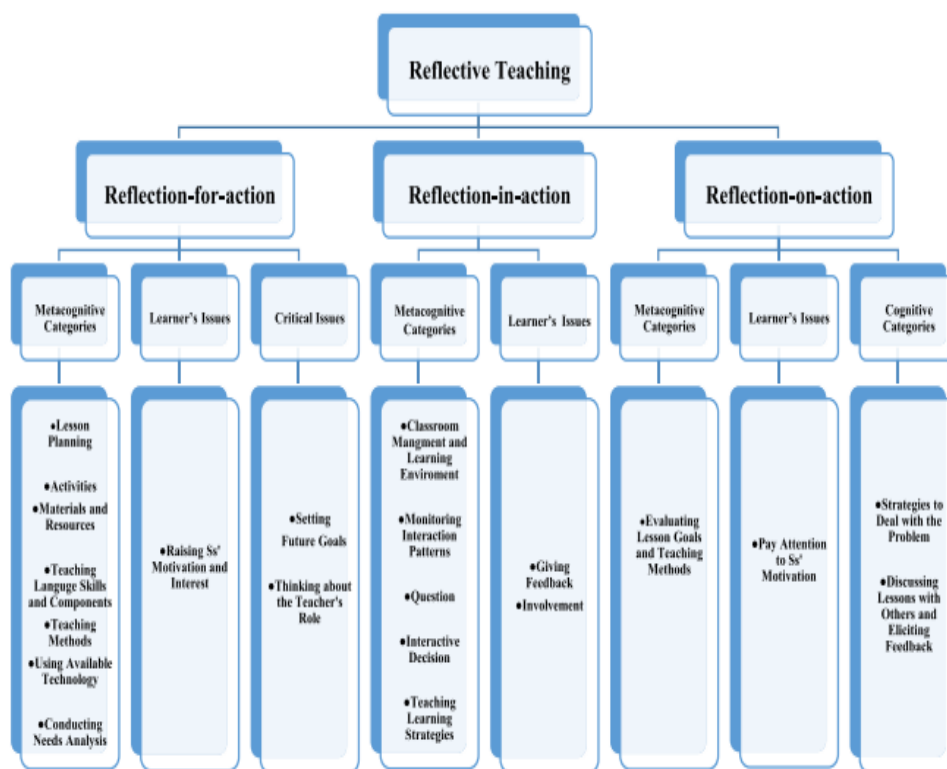 Reflective Teaching
Reflection-for-action
Reflection-in-action
Reflection-on-action
Metacognitive
Categories
Learner's Issues
Critical Issues
Metacognitive
Categories
Learner's Issues
Metacognitive
Categories
Learner's Issues
Cognitive
Categories
●Lesson
Planning
●Activities
●Materials and
Resources
●Teaching
Languge Skills
and Components
●Teaching
Methods
●Using Available
Technology
●Conducting
Needs Analysis
●Raising Ss'
Motivation and
Interest
●Setting
Future Goals
●Thinking about
the Teacher's
Role
●Classroom
Mangment and
Learning
Enviroment
●Monitoring
Interaction
Patterns
●Question
●Interactive
Decision
●Teaching
Learning
Strategies
●Giving
Feedback
●Involvement
●Evaluating
Lesson Goals
and Teaching
Methods
●Pay Attention
to Ss'
Motivation
●Strategies to
Deal with the
Problem
●Discussing
Lessons with
Others and
Eliciting
Feedback